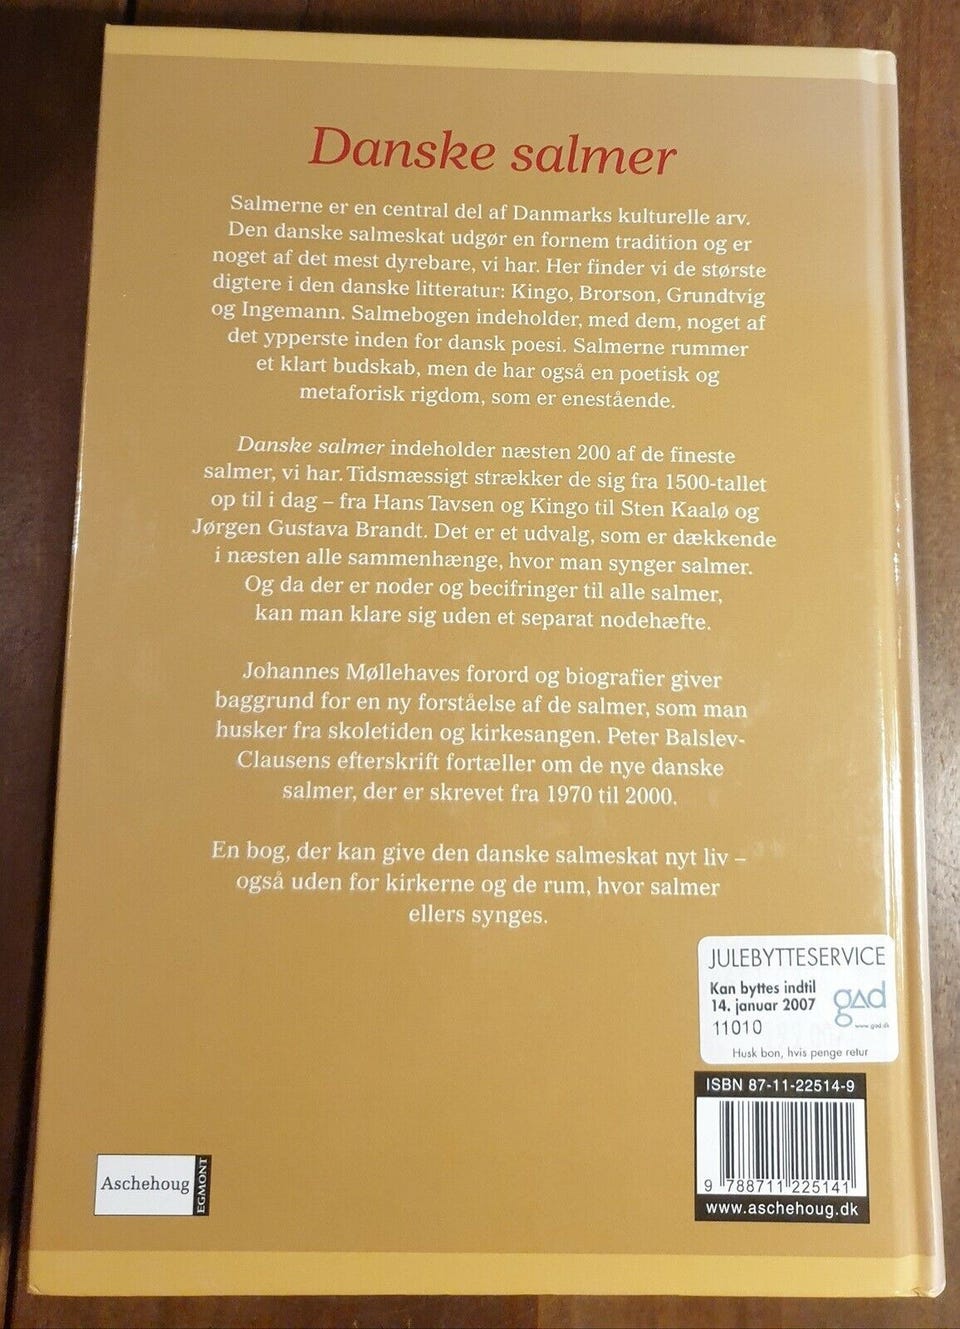 Danske salmer
Salmerne er en central del af Danmarks kulturelle arv.
Den danske salmeskat udgør en fornem tradition og er
noget af det mest dyrebare, vi har. Her finder vi de største
digtere i den danske litteratur: Kingo, Brorson, Grundtvig
og Ingemann. Salmebogen indeholder, med dem, noget af
det ypperste inden for dansk poesi. Salmerne rummer
et klart budskab, men de har også en poetisk og
metaforisk rigdom, som er enestående.
Danske salmer indeholder næsten 200 af de fineste
salmer, vi har. Tidsmæssigt strækker de sig fra 1500-tallet
op til i dag – fra Hans Tavsen og Kingo til Sten Kaalø og
Jørgen Gustava Brandt. Det er et udvalg, som er dækkende
i næsten alle sammenhænge, hvor man synger salmer.
Og da der er noder og becifringer til alle salmer,
kan man klare sig uden et separat nodehæfte.
Johannes Møllehaves forord og biografier giver
baggrund for en ny forståelse af de salmer, som man
husker fra skoletiden og kirkesangen. Peter Balslev-
Clausens efterskrift fortæller om de nye danske
salmer, der er skrevet fra 1970 til 2000.
En bog, der kan give den danske salmeskat nyt liv –
også uden for kirkerne og de rum, hvor salmer
ellers synges.
JULEBYTTESERVICE
Kan byttes indtil
14. januar 2007
11010
gad
www.gad.dk
Husk bon, hvis penge retur
ISBN 87-11-22514-9
9 788711 225141
www.aschehoug.dk
Aschehoug
EGMONT